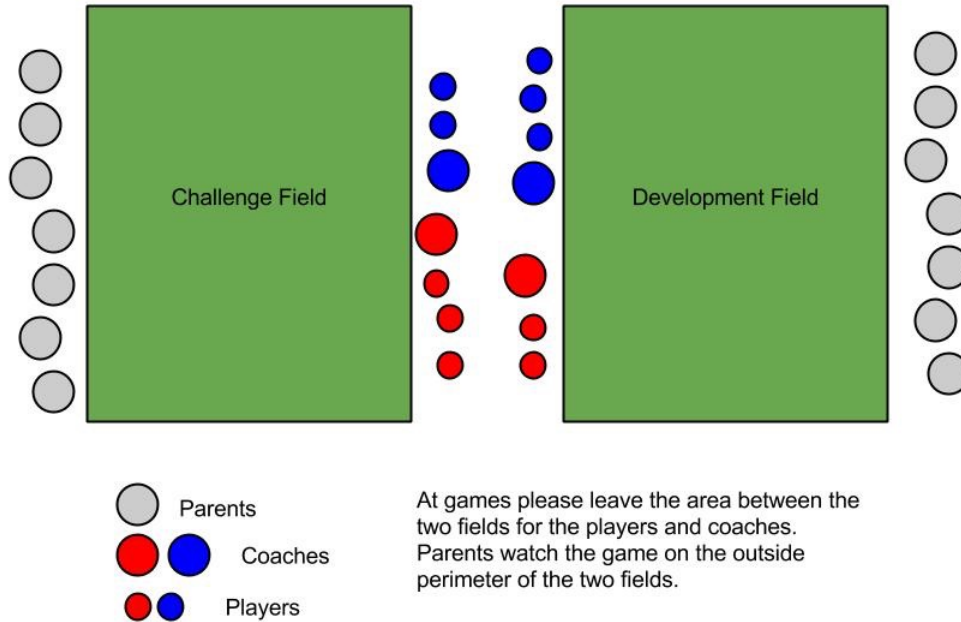 Challenge Field
Development Field
Parents
Coaches
Players
At games please leave the area between the
two fields for the players and coaches.
Parents watch the game on the outside
perimeter of the two fields.